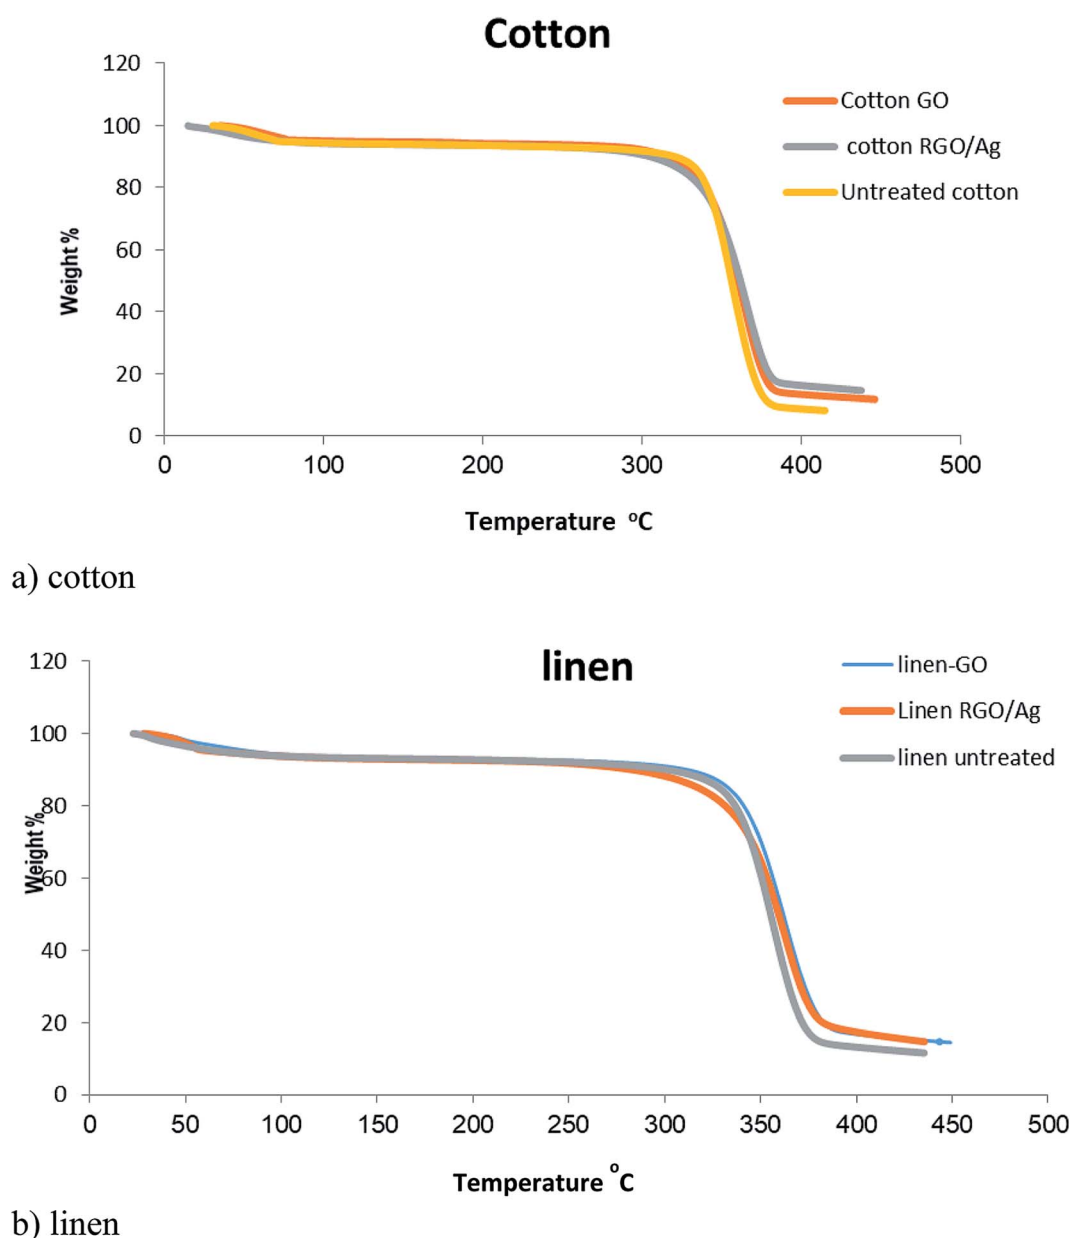 Cotton
120
100
80
60
40
20
0
Weight %
Cotton GO
cotton RGO/Ag
Untreated cotton
0 100 200 300 400 500
Temperature ºC
a) cotton
linen
120
100
80
60
40
20
0
Weight %
linen-GO
Linen RGO/Ag
linen untreated
0 50 100 150 200 250 300 350 400 450 500
Temperature ºC
b) linen